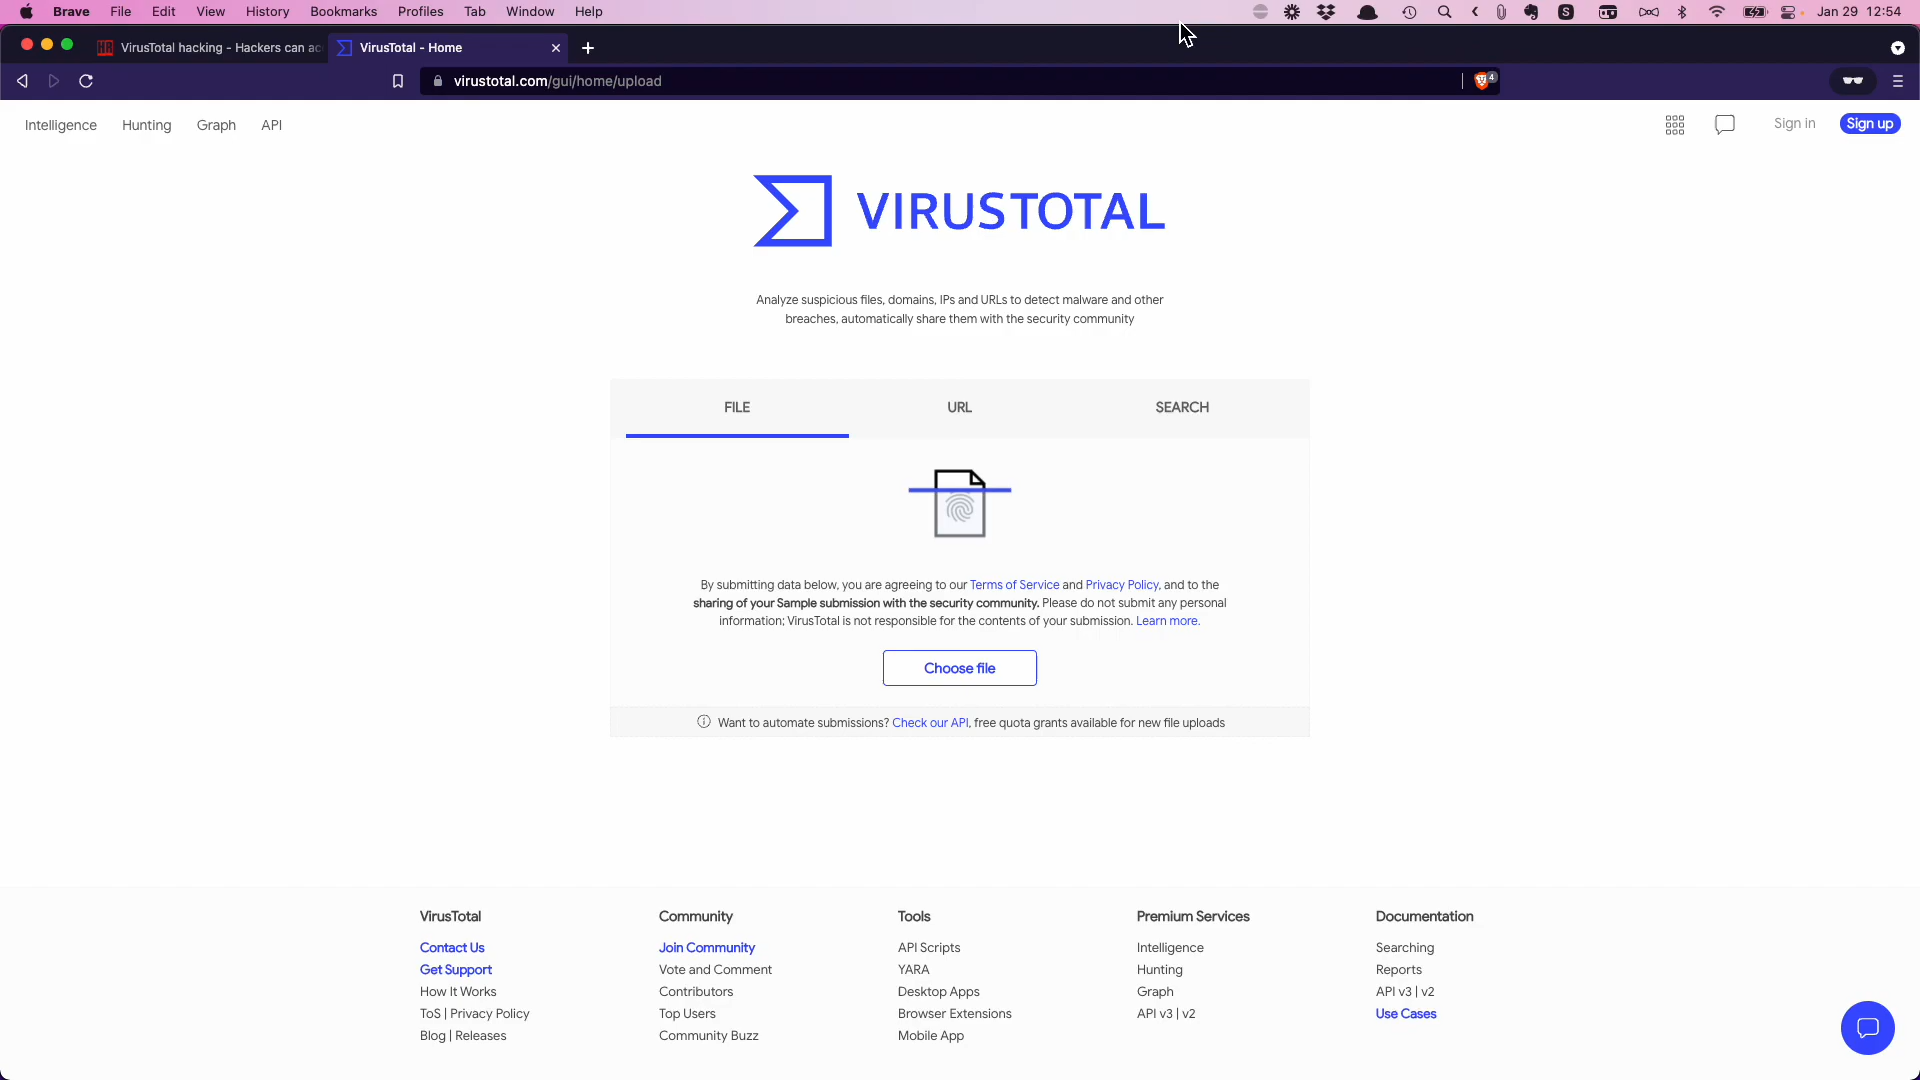 Brave File Edit View History Bookmarks Profiles Tab Window Help Jan 29 12:54
VirusTotal hacking - Hackers can
VirusTotal - Home
virustotal.com/gui/home/upload
4
Intelligence Hunting Graph API
Sign in Sign up
VIRUSTOTAL
Analyze suspicious files, domains, IPs and URLs to detect malware and other
breaches, automatically share them with the security community
FILE URL SEARCH
By submitting data below, you are agreeing to our Terms of Service and Privacy Policy, and to the
sharing of your Sample submission with the security community. Please do not submit any personal
information; VirusTotal is not responsible for the contents of your submission. Learn more.
Choose file
Want to automate submissions? Check our API, free quota grants available for new file uploads
VirusTotal
Contact Us
Get Support
How It Works
ToS | Privacy Policy
Blog | Releases
Community
Join Community
Vote and Comment
Contributors
Top Users
Community Buzz
Tools
API Scripts
YARA
Desktop Apps
Browser Extensions
Mobile App
Premium Services
Intelligence
Hunting
Graph
API v3 | v2
Documentation
Searching
Reports
API v3 | v2
Use Cases